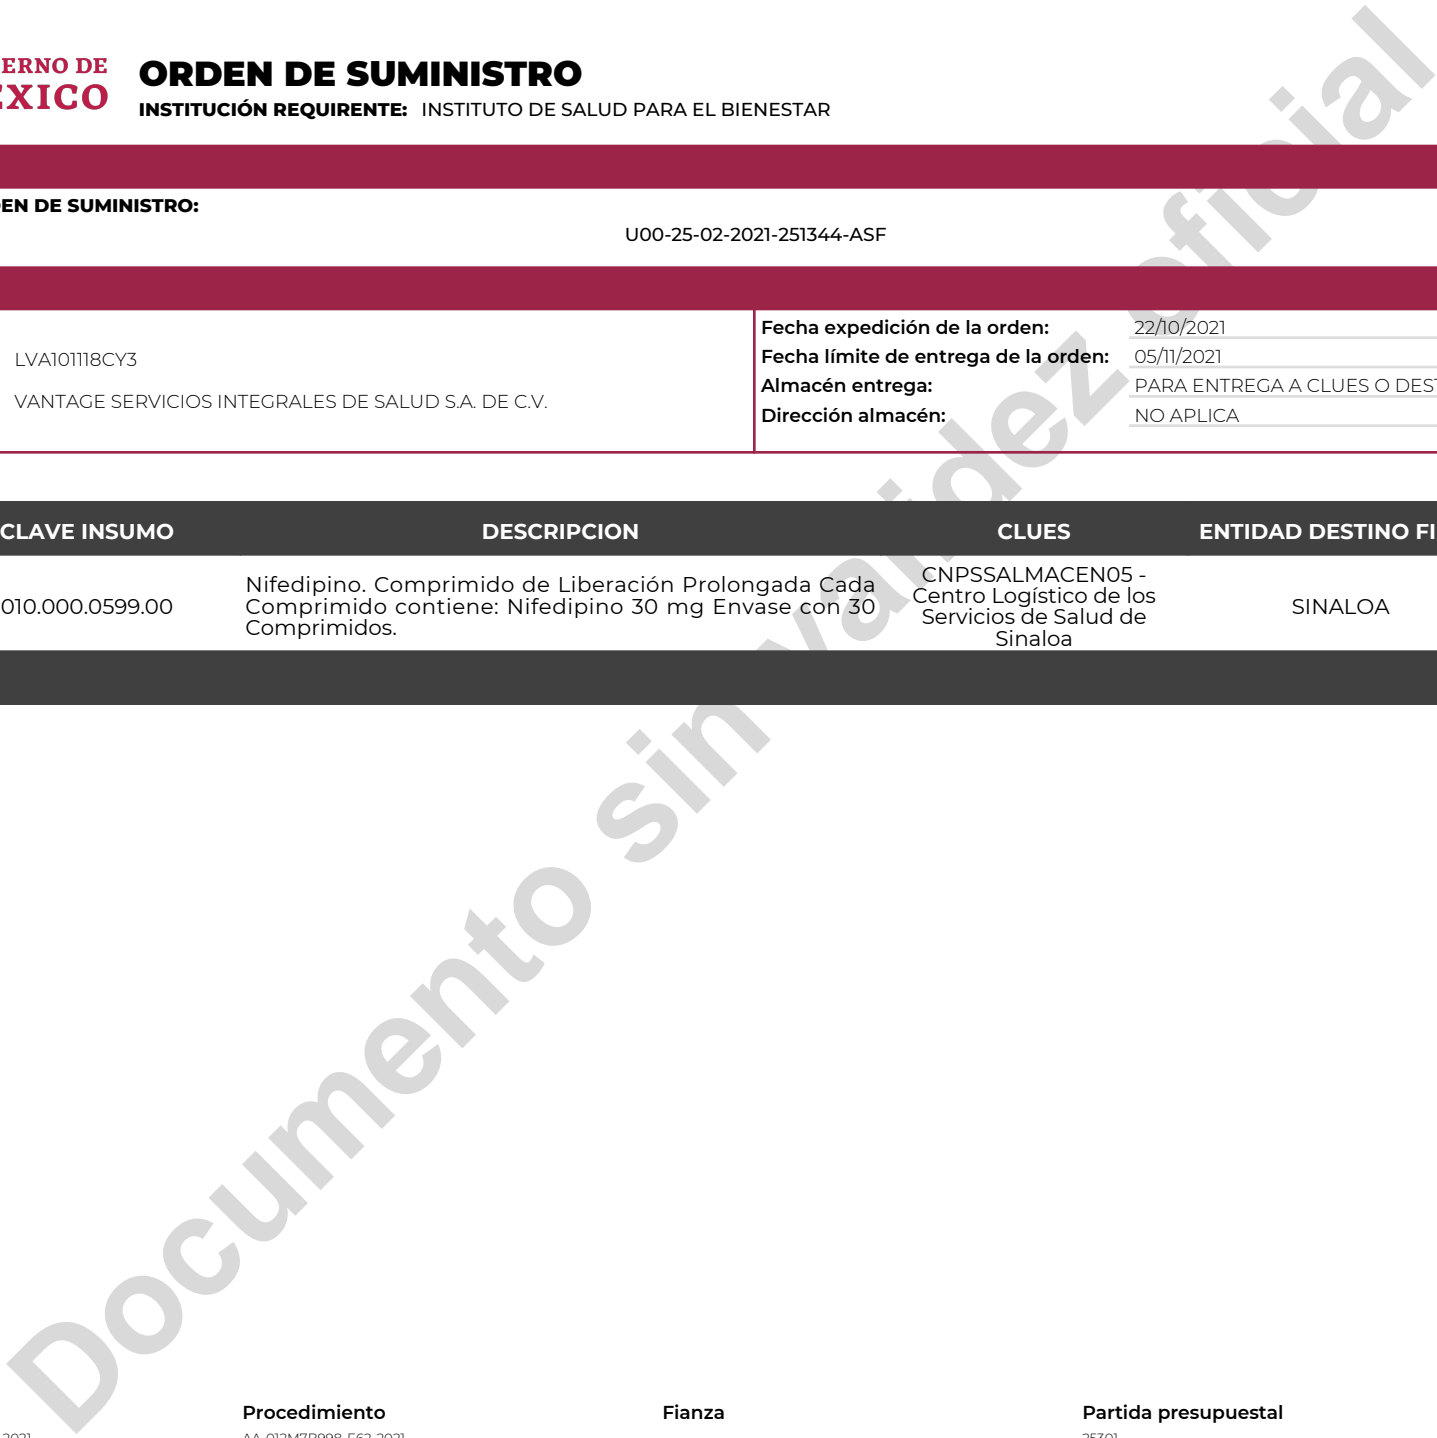 ERNO DE
EXICO
ORDEN DE SUMINISTRO
INSTITUCIÓN REQUIRENTE: INSTITUTO DE SALUD PARA EL BIENESTAR
EN DE SUMINISTRO:
U00-25-02-2021-251344-ASF
LVA101118CY3
VANTAGE SERVICIOS INTEGRALES DE SALUD S.A. DE C.V.
Fecha expedición de la orden: 22/10/2021
Fecha límite de entrega de la orden: 05/11/2021
Almacén entrega: PARA ENTREGA A CLUES O DEST
Dirección almacén: NO APLICA
CLAVE INSUMO DESCRIPCION CLUES ENTIDAD DESTINO FI
010.000.0599.00
Nifedipino. Comprimido de Liberación Prolongada Cada
Comprimido contiene: Nifedipino 30 mg Envase con 30
Comprimidos.
CNPSSALMACEN05 -
Centro Logístico de los
Servicios de Salud de
Sinaloa
SINALOA
Documento sin validez oficial
Procedimiento Fianza Partida presupuestal